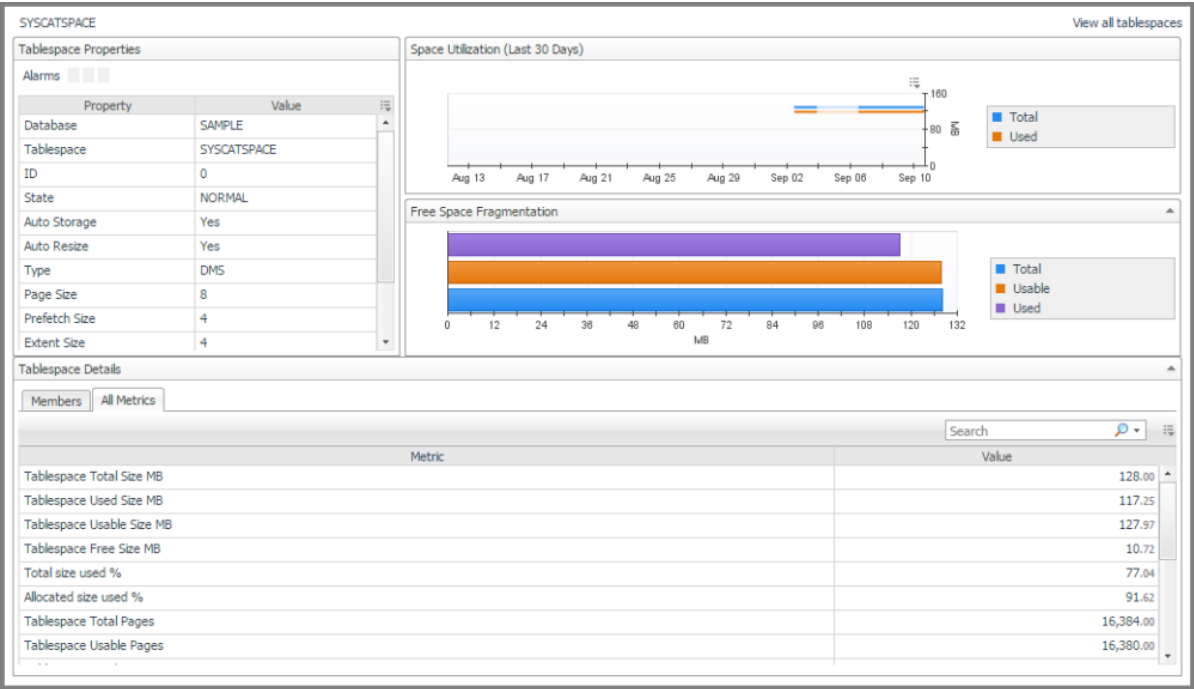 SYSCATSPACE View all tablespaces
Tablespace Properties
Alarms
Property Value
Database SAMPLE
Tablespace SYSCATSPACE
ID 0
State NORMAL
Auto Storage Yes
Auto Resize Yes
Type DMS
Page Size 8
Prefetch Size 4
Extent Size 4
Space Utilization (Last 30 Days)
160
80
0
MB
Aug 13 Aug 17 Aug 21 Aug 25 Aug 29 Sep 02 Sep 06 Sep 10
Total
Used
Free Space Fragmentation
0 12 24 36 48 60 72 84 96 108 120 132
MB
Total
Usable
Used
Tablespace Details
Members All Metrics
Search
Metric Value
Tablespace Total Size MB 128.00
Tablespace Used Size MB 117.25
Tablespace Usable Size MB 127.97
Tablespace Free Size MB 10.72
Total size used % 77.04
Allocated size used % 91.62
Tablespace Total Pages 16,384.00
Tablespace Usable Pages 16,380.00